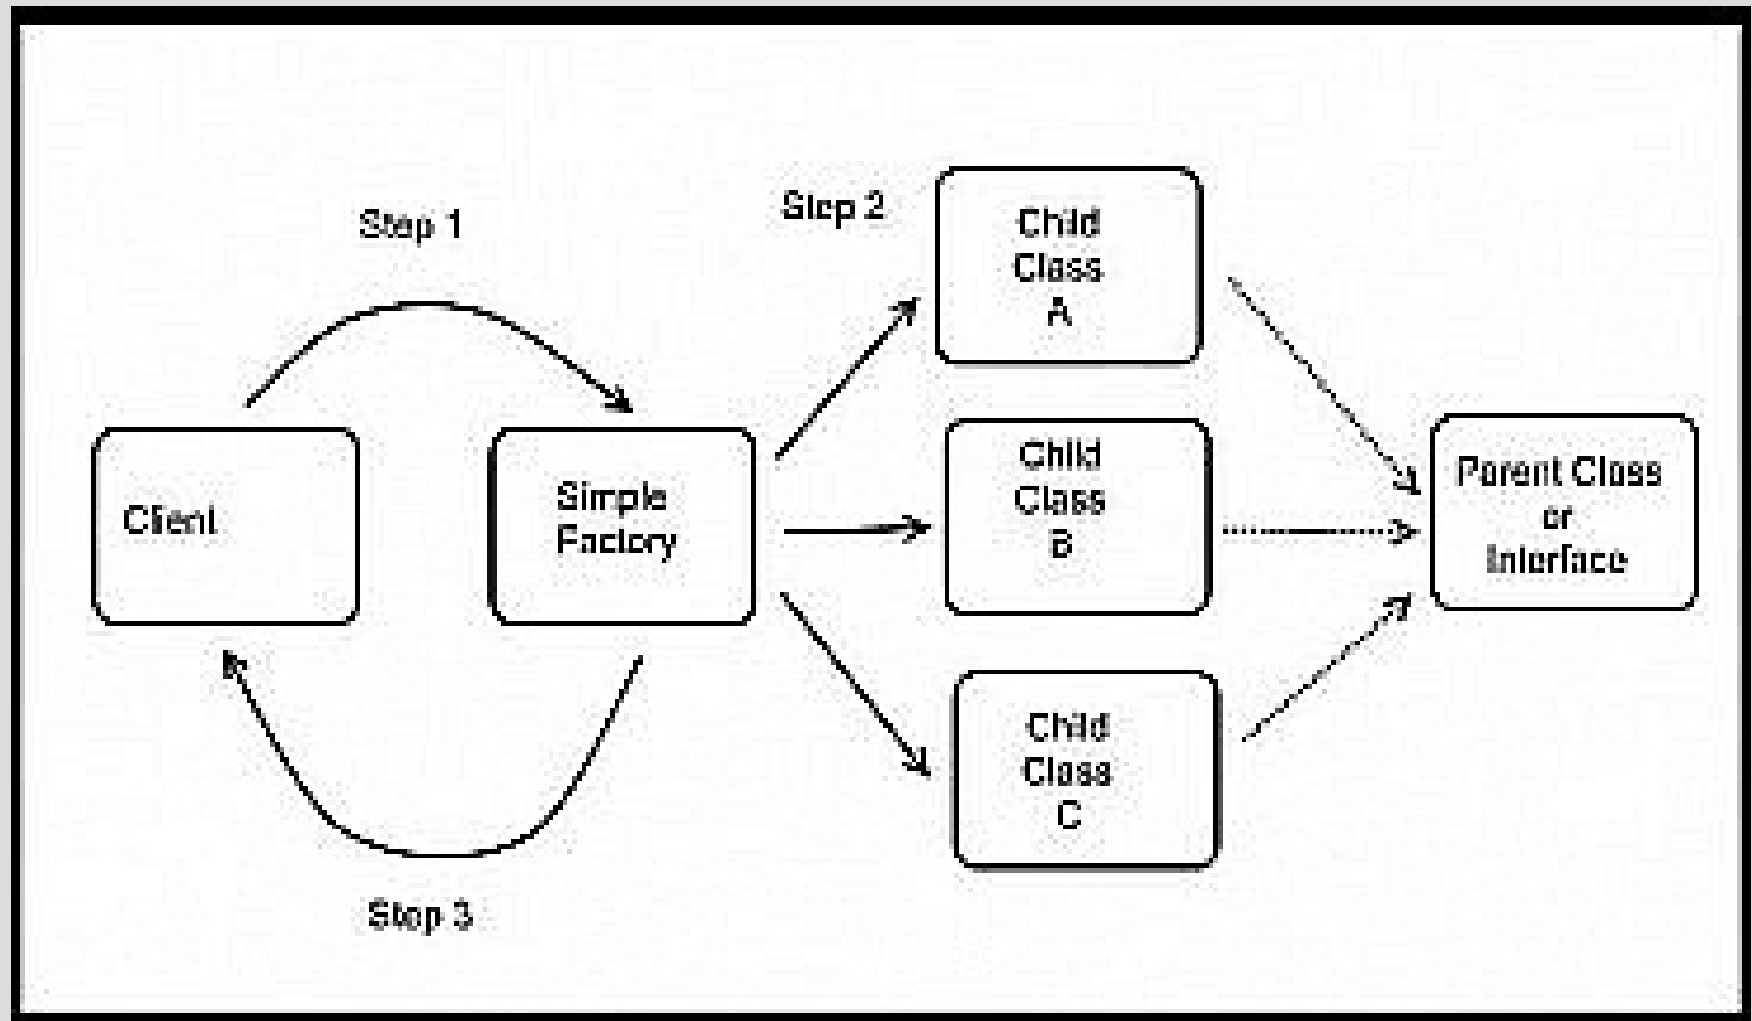 Step 1
Step 2
Child
Class
A
Client
Simple
Factory
Child
Class
B
Parent Class
or
Interface
Child
Class
C
Step 3